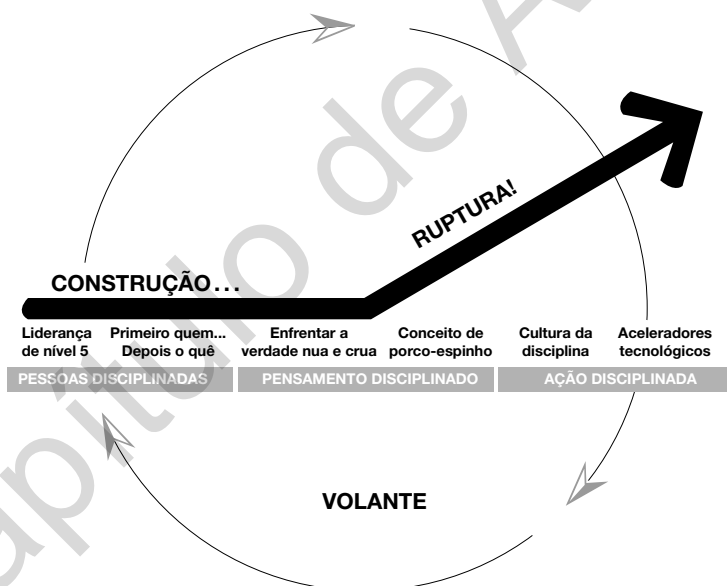 RUPTURA!
CONSTRUÇÃO...
Liderança
de nível 5
Primeiro quem...
Depois o quê
Enfrentar a
verdade nua e crua
Conceito de
porco-espinho
Cultura da
disciplina
Aceleradores
tecnológicos
PESSOAS DISCIPLINADAS
PENSAMENTO DISCIPLINADO
AÇÃO DISCIPLINADA
VOLANTE